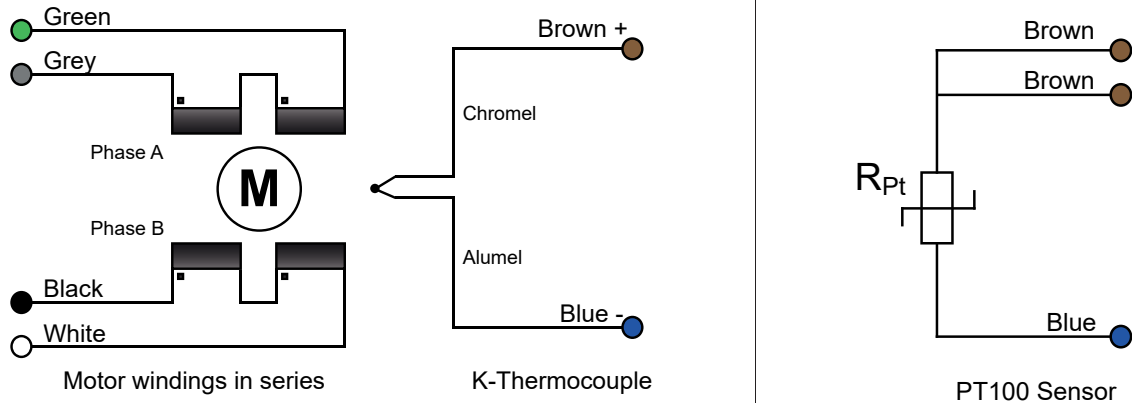 Green
Grey
Phase A
M
Phase B
Black
White
Motor windings in series
Brown +
Chromel
Alumel
Blue -
K-Thermocouple
Brown
Brown
RPt
Blue
PT100 Sensor